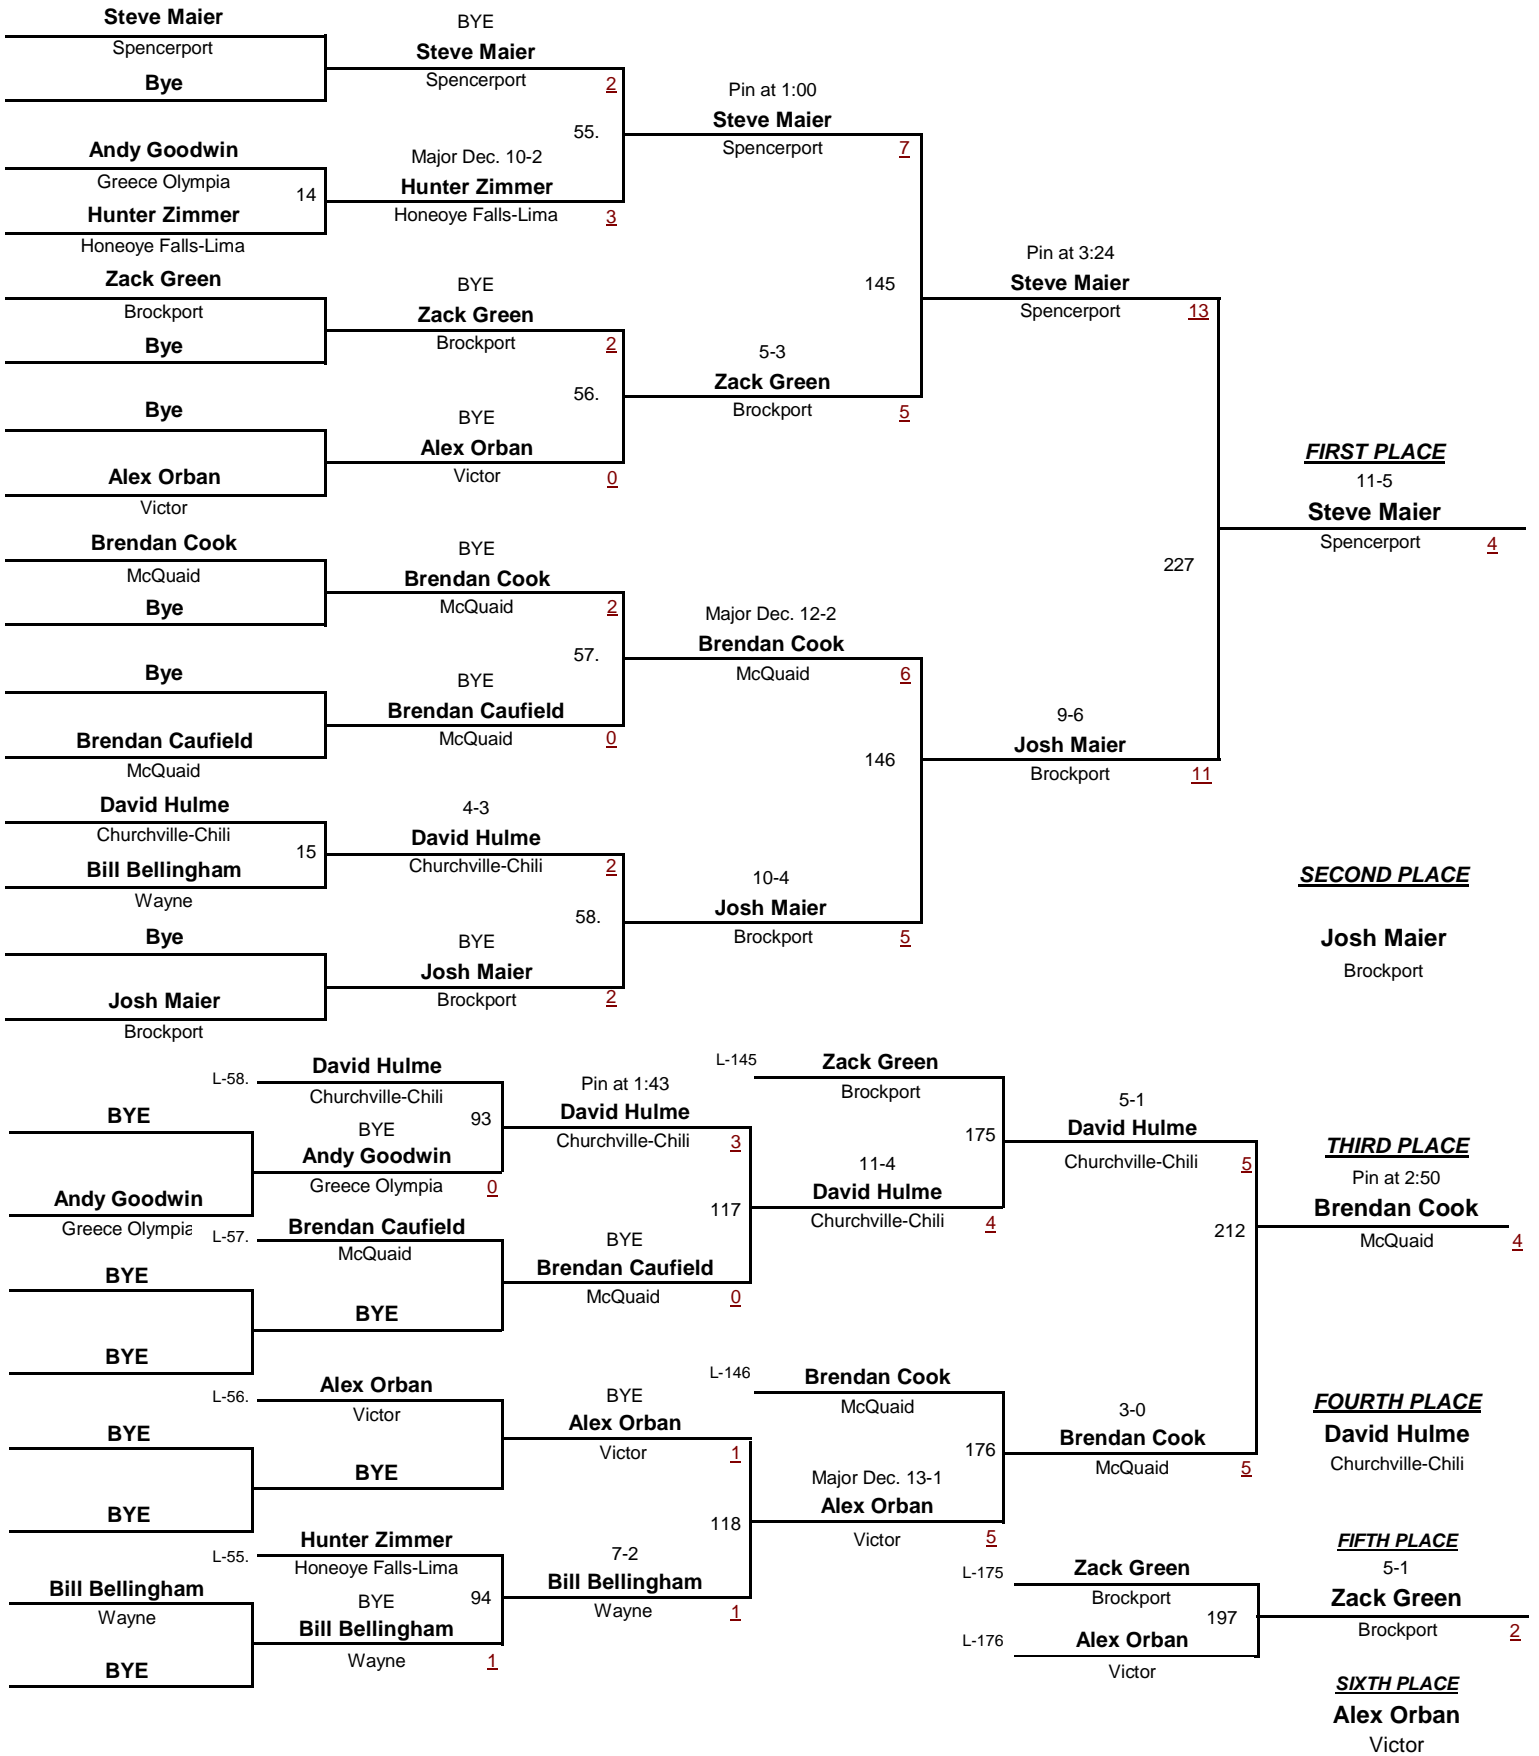 Steve Maier
Spencerport
Bye
Andy Goodwin
Greece Olympia
14
Hunter Zimmer
Honeoye Falls-Lima
Zack Green
Brockport
Bye
Bye
Alex Orban
Victor
Brendan Cook
McQuaid
Bye
Bye
Brendan Caufield
McQuaid
David Hulme
Churchville-Chili
15
Bill Bellingham
Wayne
Bye
Josh Maier
Brockport
BYE
Steve Maier
Spencerport 2
55.
Major Dec. 10-2
Hunter Zimmer
Honeoye Falls-Lima 3
BYE
Zack Green
Brockport 2
56.
BYE
Alex Orban
Victor 0
BYE
Brendan Cook
McQuaid 2
57.
BYE
Brendan Caufield
McQuaid 0
4-3
David Hulme
Churchville-Chili 2
58.
BYE
Josh Maier
Brockport 2
Pin at 1:00
Steve Maier
Spencerport 7
145
5-3
Zack Green
Brockport 5
Major Dec. 12-2
Brendan Cook
McQuaid 6
146
10-4
Josh Maier
Brockport 5
Pin at 3:24
Steve Maier
Spencerport 13
227
9-6
Josh Maier
Brockport 11
FIRST PLACE
11-5
Steve Maier
Spencerport 4
SECOND PLACE
Josh Maier
Brockport
BYE
Andy Goodwin
Greece Olympia
BYE
BYE
BYE
BYE
Bill Bellingham
Wayne
BYE
L-58. David Hulme
Churchville-Chili
93
BYE
Andy Goodwin
Greece Olympia 0
L-57. Brendan Caufield
McQuaid
BYE
L-56. Alex Orban
Victor
BYE
L-55. Hunter Zimmer
Honeoye Falls-Lima
94
BYE
Bill Bellingham
Wayne 1
Pin at 1:43
David Hulme
Churchville-Chili 3
117
BYE
Brendan Caufield
McQuaid 0
BYE
Alex Orban
Victor 1
118
7-2
Bill Bellingham
Wayne 1
L-145 Zack Green
Brockport
175
11-4
David Hulme
Churchville-Chili 4
L-146 Brendan Cook
McQuaid
176
Major Dec. 13-1
Alex Orban
Victor 5
5-1
David Hulme
Churchville-Chili 5
212
3-0
Brendan Cook
McQuaid 5
L-175 Zack Green
Brockport
197
L-176 Alex Orban
Victor
THIRD PLACE
Pin at 2:50
Brendan Cook
McQuaid 4
FOURTH PLACE
David Hulme
Churchville-Chili
FIFTH PLACE
5-1
Zack Green
Brockport 2
SIXTH PLACE
Alex Orban
Victor